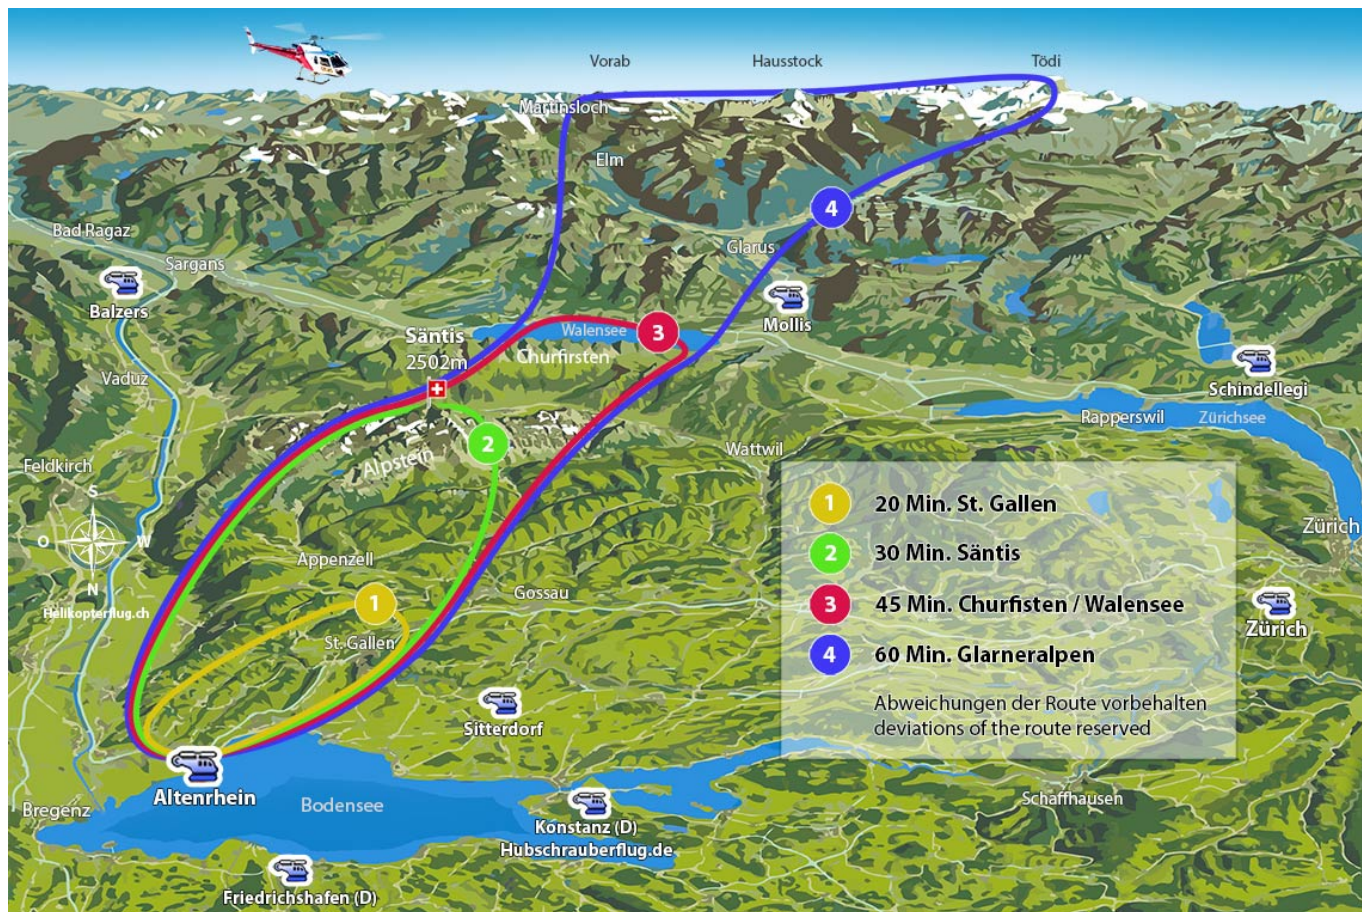 Vorab
Hausstock
Tödi
Martinsloch
Elm
4
Bad Ragaz
Glarus
Sargans
Balzers
Mollis
Säntis
2502m
Walensee
3
Churfirsten
Schindellegi
Vaduz
Rapperswil
Zürichsee
2
Alpstein
Wattwil
Feldkirch
S
O
W
N
Helikopterflug.ch
1 20 Min. St. Gallen
2 30 Min. Säntis
3 45 Min. Churfisten / Walensee
4 60 Min. Glarneralpen
Abweichungen der Route vorbehalten
deviations of the route reserved
Zürich
Appenzell
1
Gossau
St. Gallen
Zürich
Sitterdorf
Altenrhein
Bregenz
Bodensee
Schaffhausen
Konstanz (D)
Hubschrauberflug.de
Friedrichshafen (D)